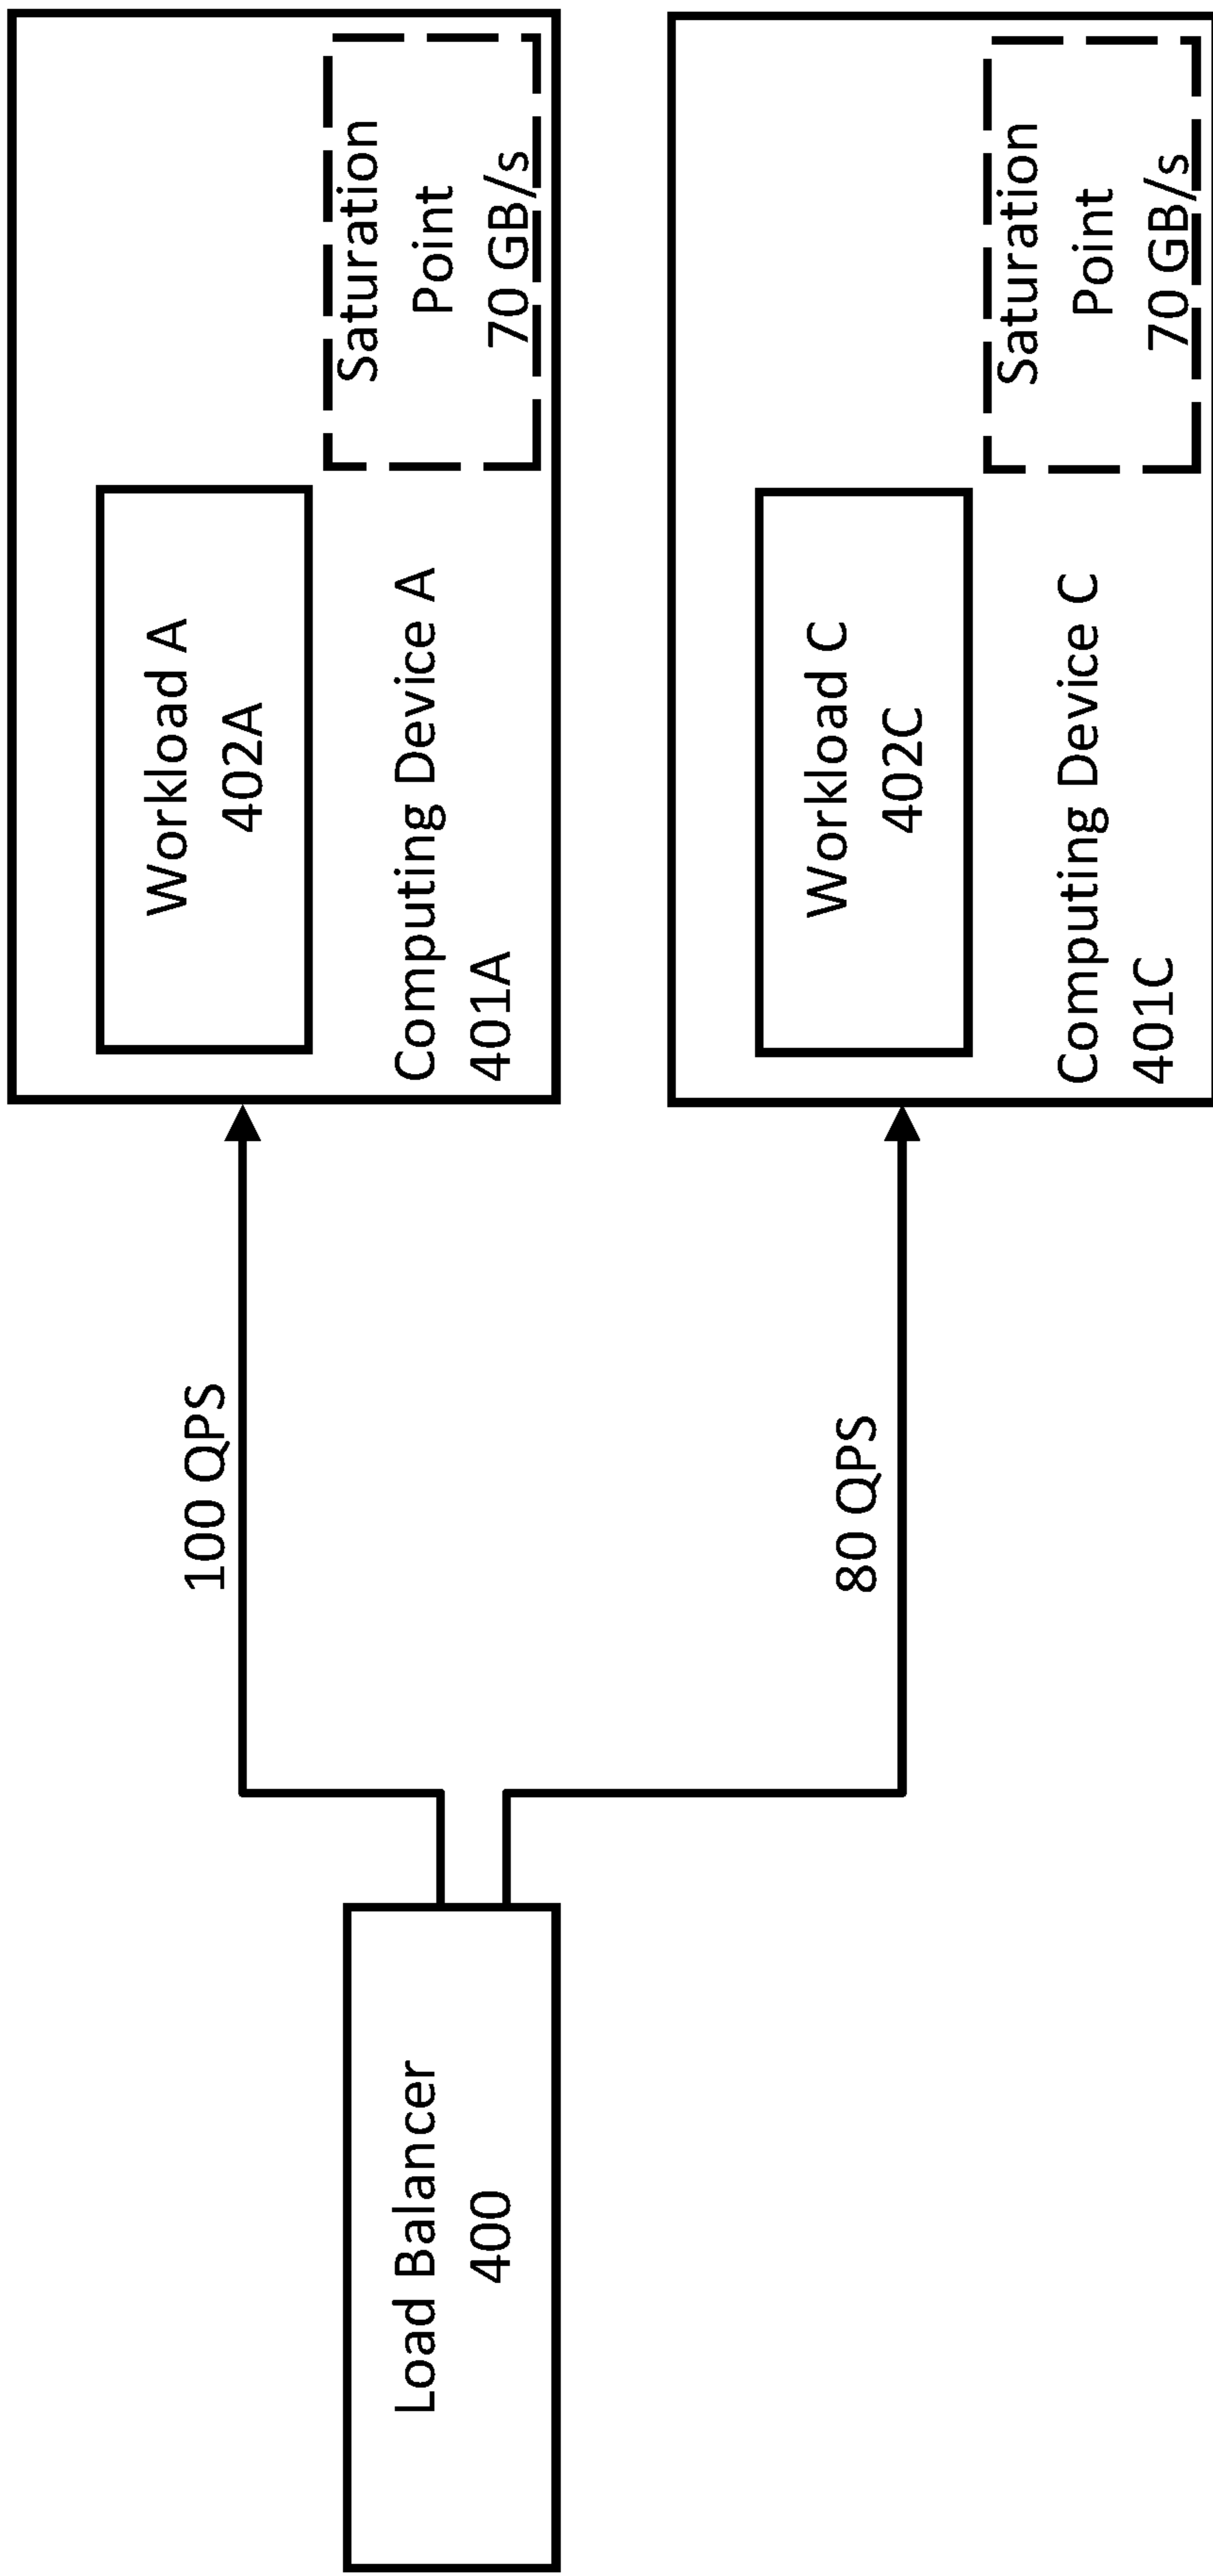 Load Balancer
400
100 QPS
80 QPS
Workload A
402A
Computing Device A
401A
Saturation
Point
70 GB/s
Workload C
402C
Computing Device C
401C
Saturation
Point
70 GB/s